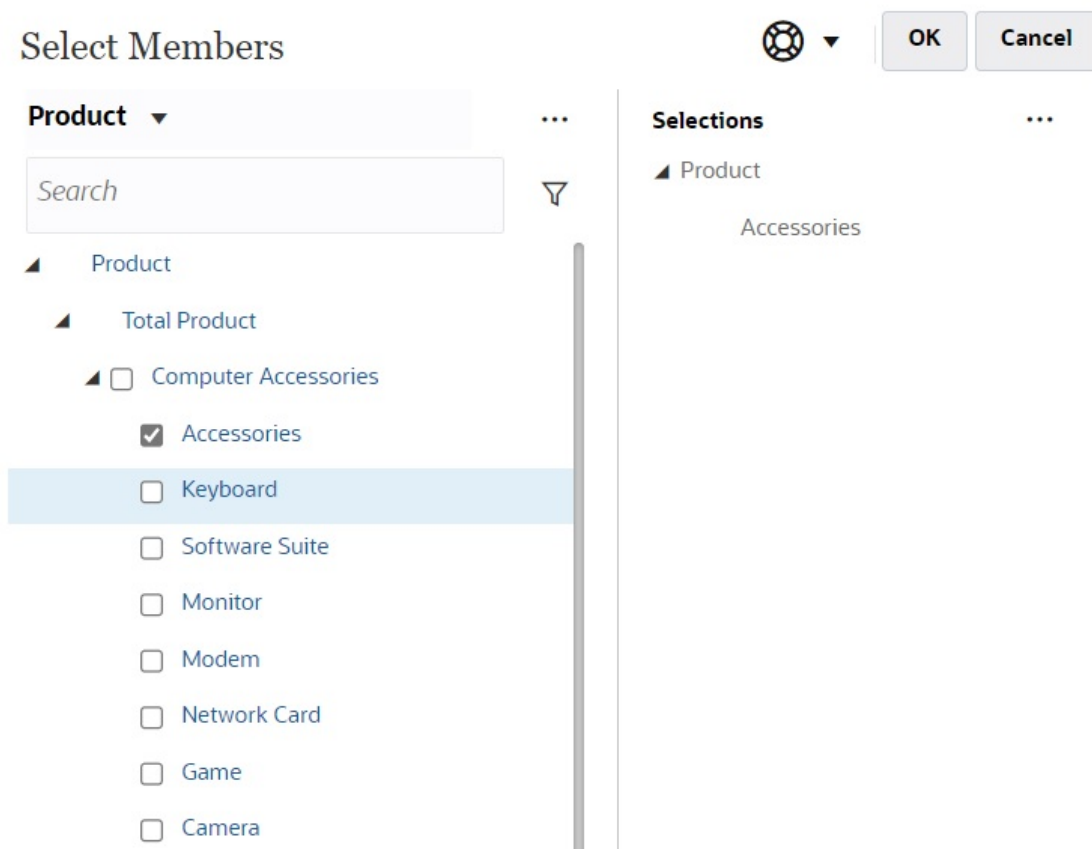 Select Members
OK
Cancel
Product
...
Search
Product
Total Product
Computer Accessories
Accessories
Keyboard
Software Suite
Monitor
Modem
Network Card
Game
Camera
Selections
...
Product
Accessories